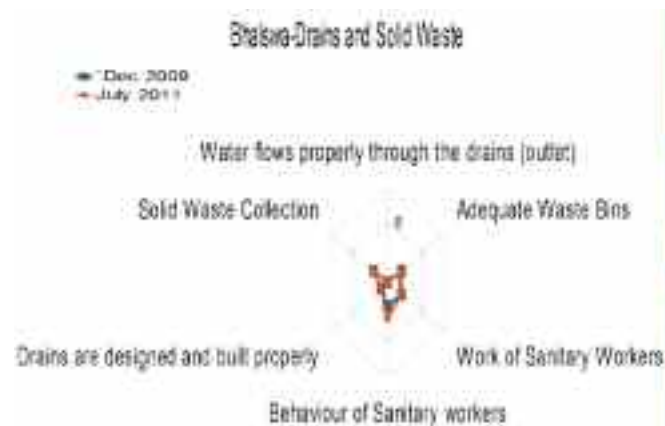 Bhalswa-Drains and Solid Waste
Dec 2009
July 2011
Water flows properly through the drains (outlet)
Solid Waste Collection
Adequate Waste Bins
Drains are designed and built properly
Work of Sanitary Workers
Behaviour of Sanitary workers